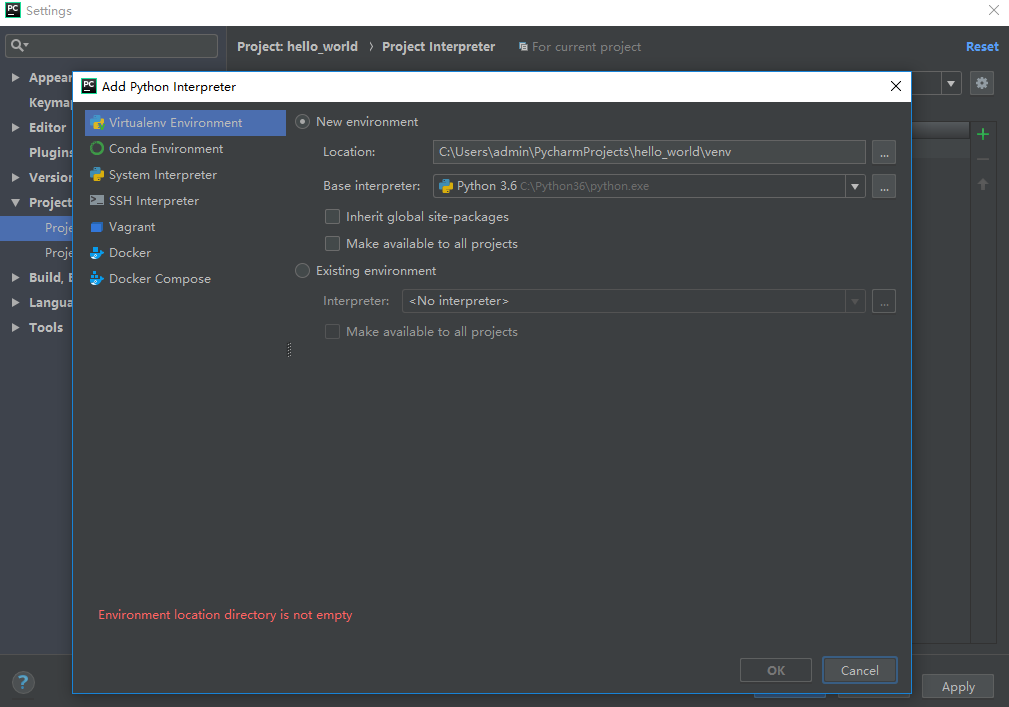 PC Settings
Project: hello_world › Project Interpreter For current project Reset
Appear
Keyma
Editor
Plugins
Version
Project
Proje
Proje
Build, E
Langua
Tools
PC Add Python Interpreter
Virtualenv Environment
Conda Environment
System Interpreter
SSH Interpreter
Vagrant
Docker
Docker Compose
New environment
Location: C:\Users\admin\PycharmProjects\hello_world\venv ...
Base interpreter: Python 3.6 C:\Python36\python.exe ...
Inherit global site-packages
Make available to all projects
Existing environment
Interpreter: <No interpreter> ...
Make available to all projects
Environment location directory is not empty
OK Cancel
? Apply